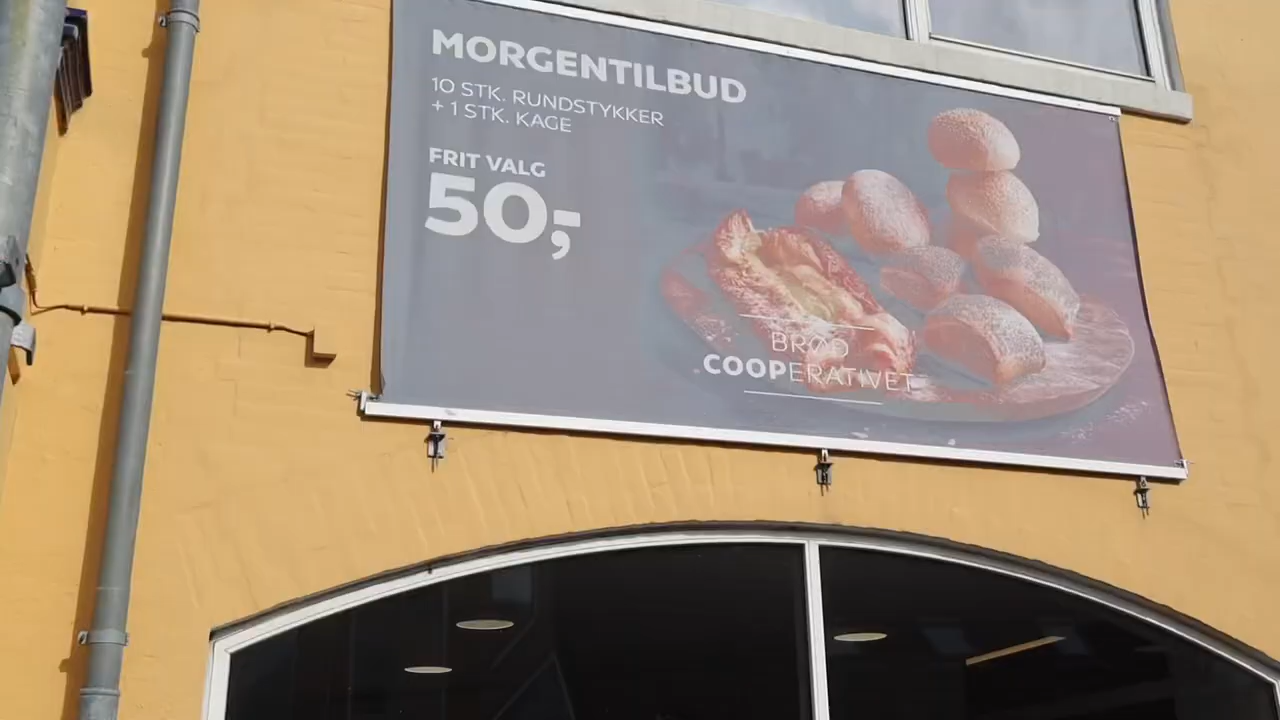 MORGENTILBUD
10 STK. RUNDSTYKKER
+ 1 STK. KAGE
FRIT VALG
50,-
BRØD
COOPERATIVET